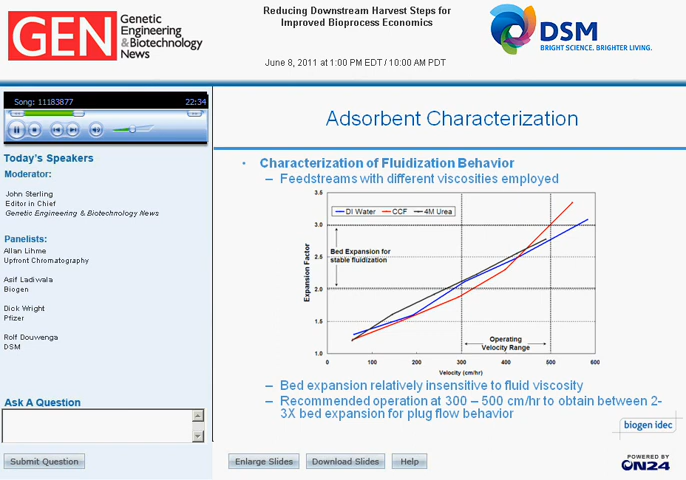 GEN Genetic
Engineering
& Biotechnology
News
Reducing Downstream Harvest Steps for
Improved Bioprocess Economics
June 8, 2011 at 1:00 PM EDT / 10:00 AM PDT
DSM
BRIGHT SCIENCE. BRIGHTER LIVING.
Song: 11183877 22:34
Today's Speakers
Moderator:
John Sterling
Editor in Chief
Genetic Engineering & Biotechnology News
Panelists:
Allan Lihme
Upfront Chromatography
Asif Ladiwala
Biogen
Dick Wright
Pfizer
Rolf Douwenga
DSM
Ask A Question
Submit Question
Adsorbent Characterization
• Characterization of Fluidization Behavior
– Feedstreams with different viscosities employed
3.5
DI Water CCF 4M Urea
3.0
Bed Expansion for
stable fluidization
2.5
Expansion Factor
2.0
1.5
Operating
Velocity Range
1.0
0 100 200 300 400 500 600
Velocity (cm/hr)
– Bed expansion relatively insensitive to fluid viscosity
– Recommended operation at 300 – 500 cm/hr to obtain between 2-
3X bed expansion for plug flow behavior
biogen idec
Enlarge Slides Download Slides Help
POWERED BY
ON24